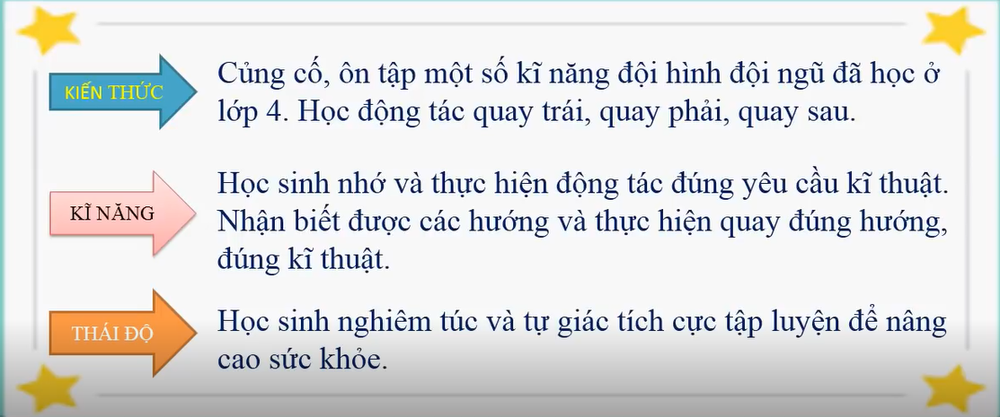 KIẾN THỨC
Củng cố, ôn tập một số kĩ năng đội hình đội ngũ đã học ở
lớp 4. Học động tác quay trái, quay phải, quay sau.
KĨ NĂNG
Học sinh nhớ và thực hiện động tác đúng yêu cầu kĩ thuật.
Nhận biết được các hướng và thực hiện quay đúng hướng,
đúng kĩ thuật.
THÁI ĐỘ
Học sinh nghiêm túc và tự giác tích cực tập luyện để nâng
cao sức khỏe.